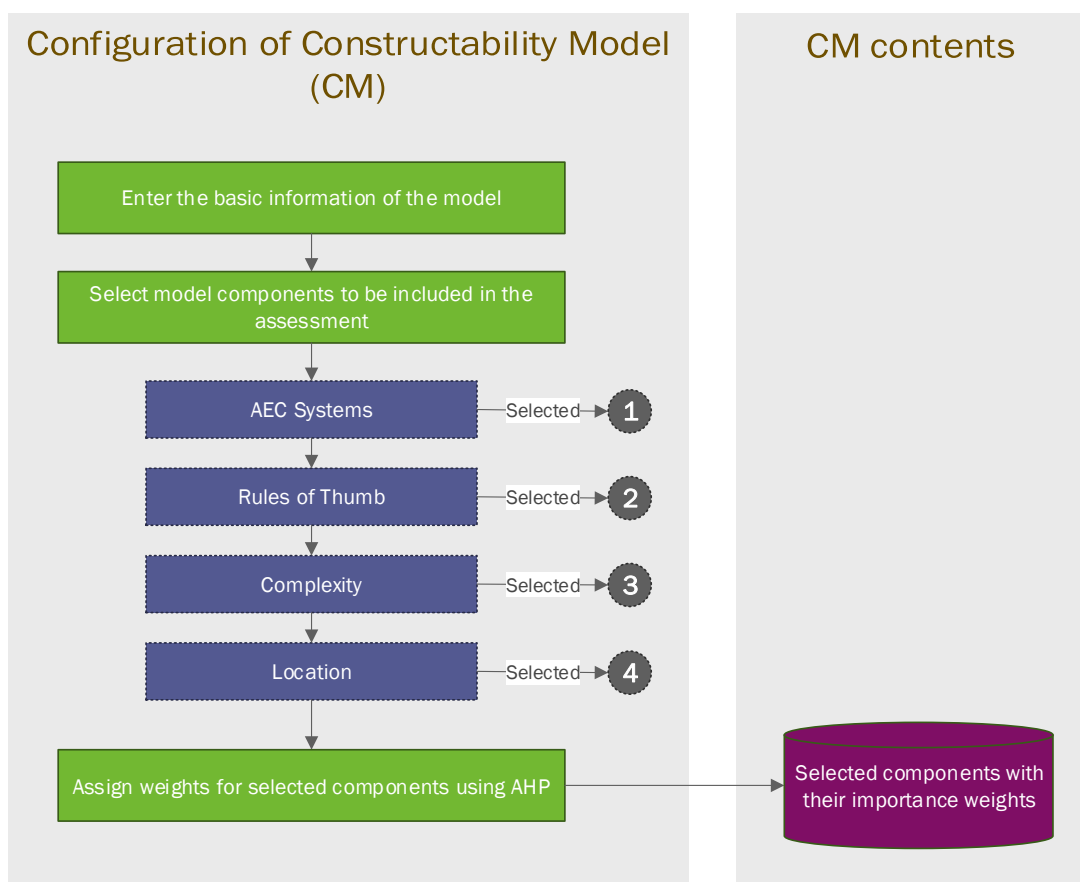 Configuration of Constructability Model
(CM)
CM contents
Enter the basic information of the model
Select model components to be included in the
assessment
AEC Systems
Selected
1
Rules of Thumb
Selected
2
Complexity
Selected
3
Location
Selected
4
Assign weights for selected components using AHP
Selected components with
their importance weights